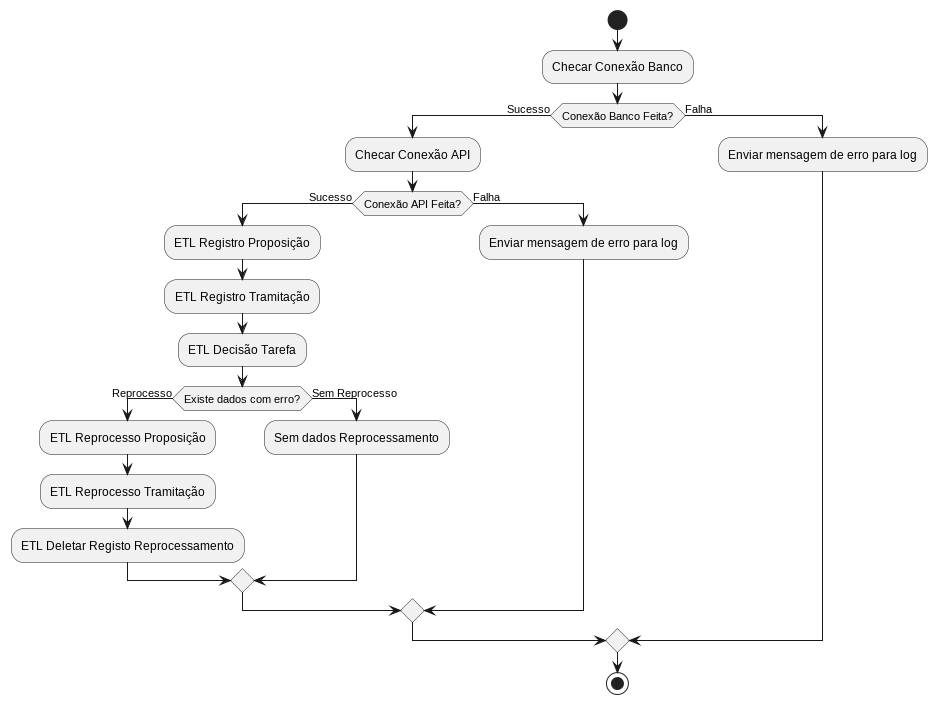 Checar Conexão Banco
Sucesso
Conexão Banco Feita?
Falha
Checar Conexão API
Enviar mensagem de erro para log
Sucesso
Conexão API Feita?
Falha
ETL Registro Proposição
Enviar mensagem de erro para log
ETL Registro Tramitação
ETL Decisão Tarefa
Reprocesso
Existe dados com erro?
Sem Reprocesso
ETL Reprocesso Proposição
Sem dados Reprocessamento
ETL Reprocesso Tramitação
ETL Deletar Registo Reprocessamento